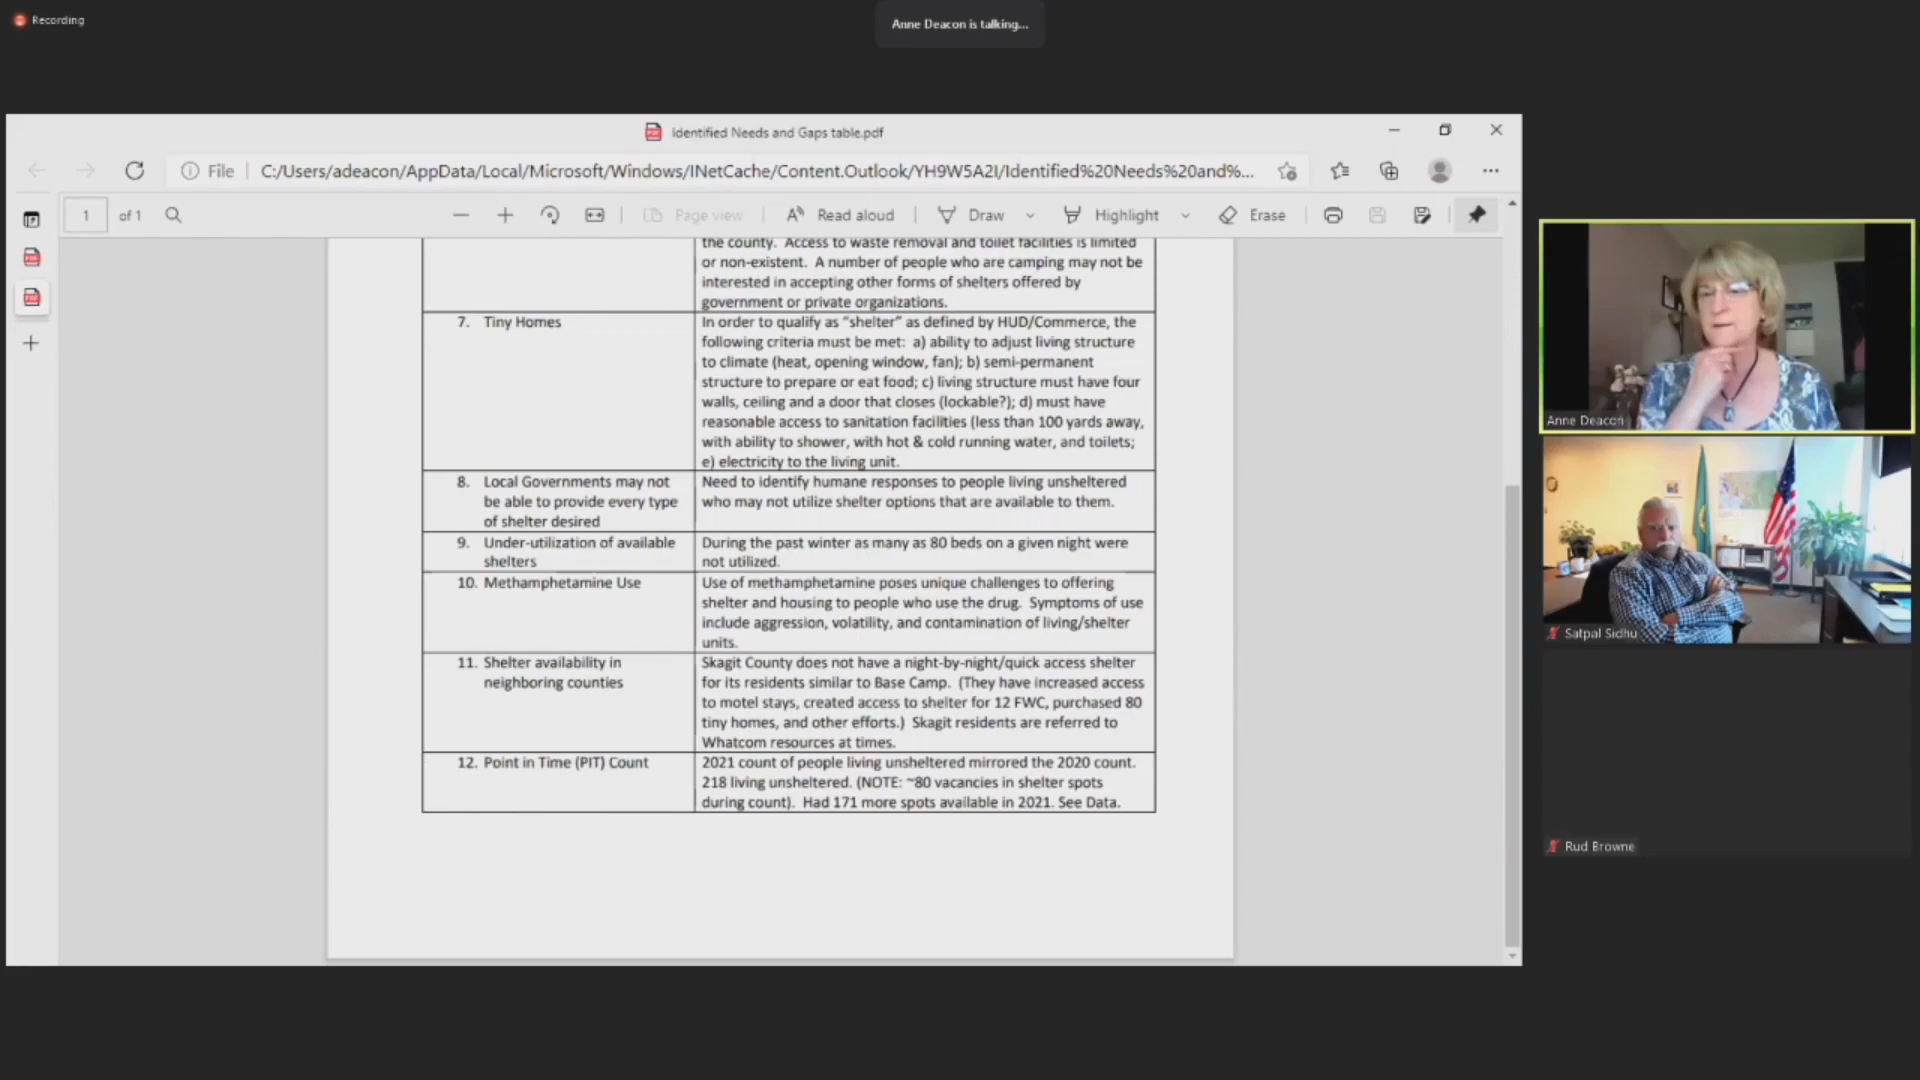 Recording
Anne Deacon is talking...
Identified Needs and Gaps table.pdf
File
C:/Users/adeacon/AppData/Local/Microsoft/Windows/INetCache/Content.Outlook/YH9W5A2I/Identified%20Needs%20and%...
1 of 1
Page view
Read aloud
Draw
Highlight
Erase
the county. Access to waste removal and toilet facilities is limited
or non-existent. A number of people who are camping may not be
interested in accepting other forms of shelters offered by
government or private organizations.
7. Tiny Homes
In order to qualify as “shelter” as defined by HUD/Commerce, the
following criteria must be met: a) ability to adjust living structure
to climate (heat, opening window, fan); b) semi-permanent
structure to prepare or eat food; c) living structure must have four
walls, ceiling and a door that closes (lockable?); d) must have
reasonable access to sanitation facilities (less than 100 yards away,
with ability to shower, with hot & cold running water, and toilets;
e) electricity to the living unit.
8. Local Governments may not
be able to provide every type
of shelter desired
Need to identify humane responses to people living unsheltered
who may not utilize shelter options that are available to them.
9. Under-utilization of available
shelters
During the past winter as many as 80 beds on a given night were
not utilized.
10. Methamphetamine Use
Use of methamphetamine poses unique challenges to offering
shelter and housing to people who use the drug. Symptoms of use
include aggression, volatility, and contamination of living/shelter
units.
11. Shelter availability in
neighboring counties
Skagit County does not have a night-by-night/quick access shelter
for its residents similar to Base Camp. (They have increased access
to motel stays, created access to shelter for 12 FWC, purchased 80
tiny homes, and other efforts.) Skagit residents are referred to
Whatcom resources at times.
12. Point in Time (PIT) Count
2021 count of people living unsheltered mirrored the 2020 count.
218 living unsheltered. (NOTE: ~80 vacancies in shelter spots
during count). Had 171 more spots available in 2021. See Data.
Anne Deacon
Satpal Sidhu
Rud Browne